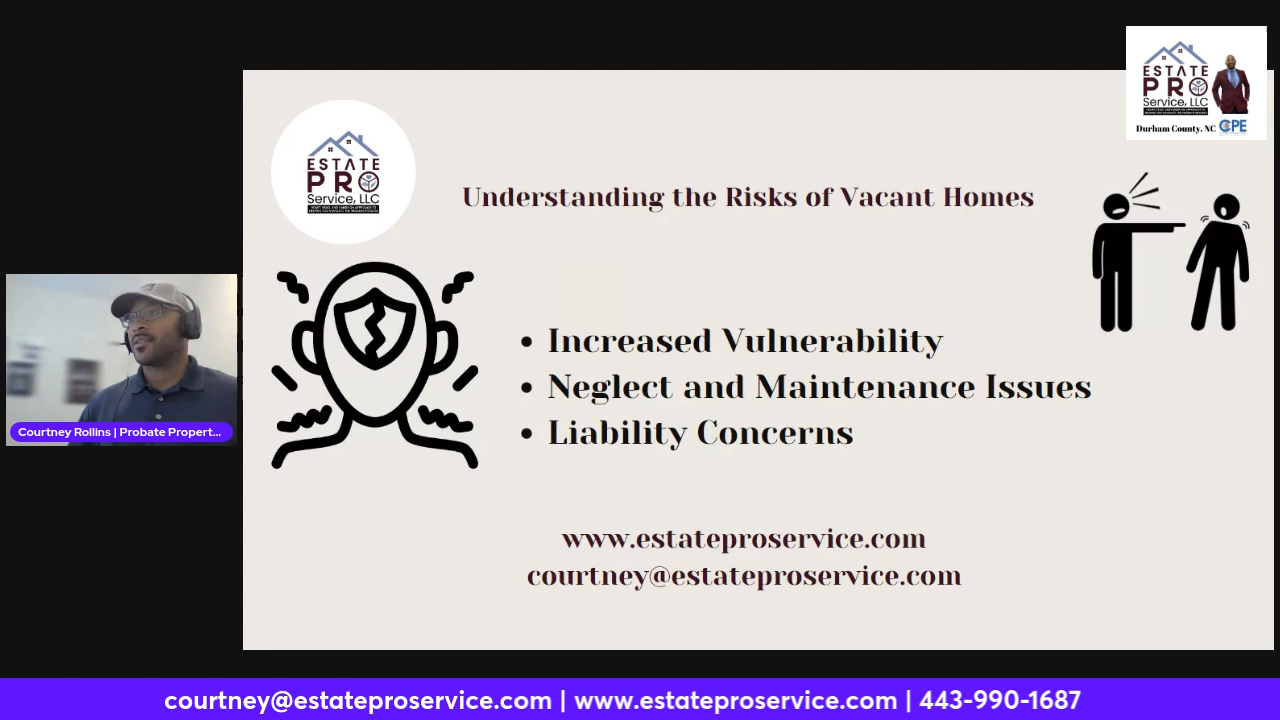 ESTATE
PRO
Service, LLC
Durham County, NC CPE
ESTATE
PRO
Service, LLC
Understanding the Risks of Vacant Homes
• Increased Vulnerability
• Neglect and Maintenance Issues
• Liability Concerns
Courtney Rollins | Probate Propert...
www.estateproservice.com
courtney@estateproservice.com
courtney@estateproservice.com | www.estateproservice.com | 443-990-1687